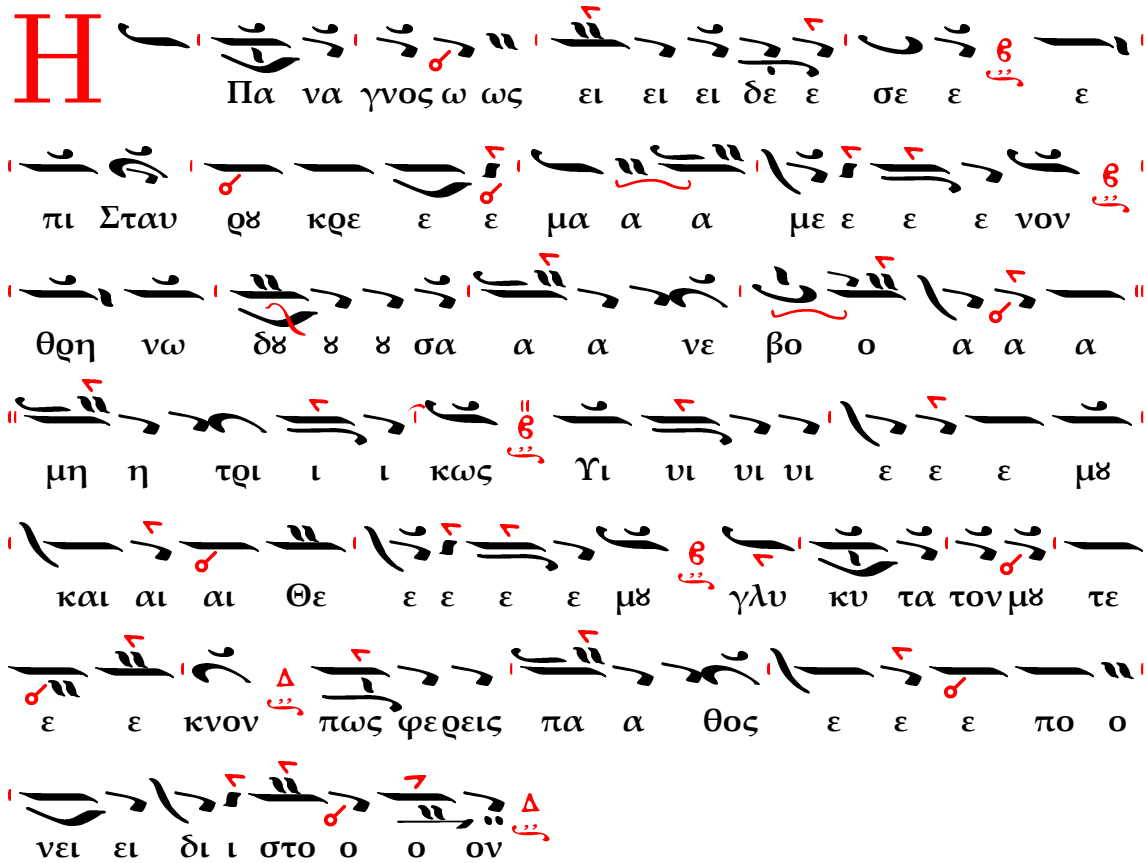 Η Πα να γνος ω ως ει ει ει δε ε σε ε ε
πι Σταυ ρȣ κρε ε ε μα α α με ε ε ε νον
θρη νω δȣ ȣ ȣ σα α α νε βο ο α α α
μη η τρι ι ι κως Υι υι υι υι ε ε ε μȣ
και αι αι Θε ε ε ε ε μȣ γλυ κυ τα τον μȣ τε
ε ε κνον Δ πως φερεις πα α θος ε ε ε πο ο
νει ει δι ι στο ο ο ον Δ